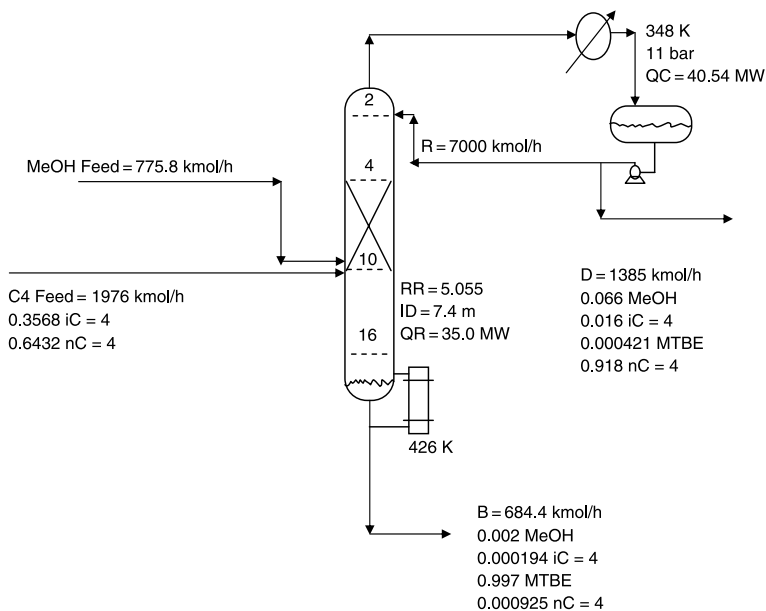 348 K
11 bar
QC = 40.54 MW
2
R = 7000 kmol/h
MeOH Feed = 775.8 kmol/h
4
10
C4 Feed = 1976 kmol/h
0.3568 iC = 4
0.6432 nC = 4
RR = 5.055
ID = 7.4 m
QR = 35.0 MW
16
D = 1385 kmol/h
0.066 MeOH
0.016 iC = 4
0.000421 MTBE
0.918 nC = 4
426 K
B = 684.4 kmol/h
0.002 MeOH
0.000194 iC = 4
0.997 MTBE
0.000925 nC = 4